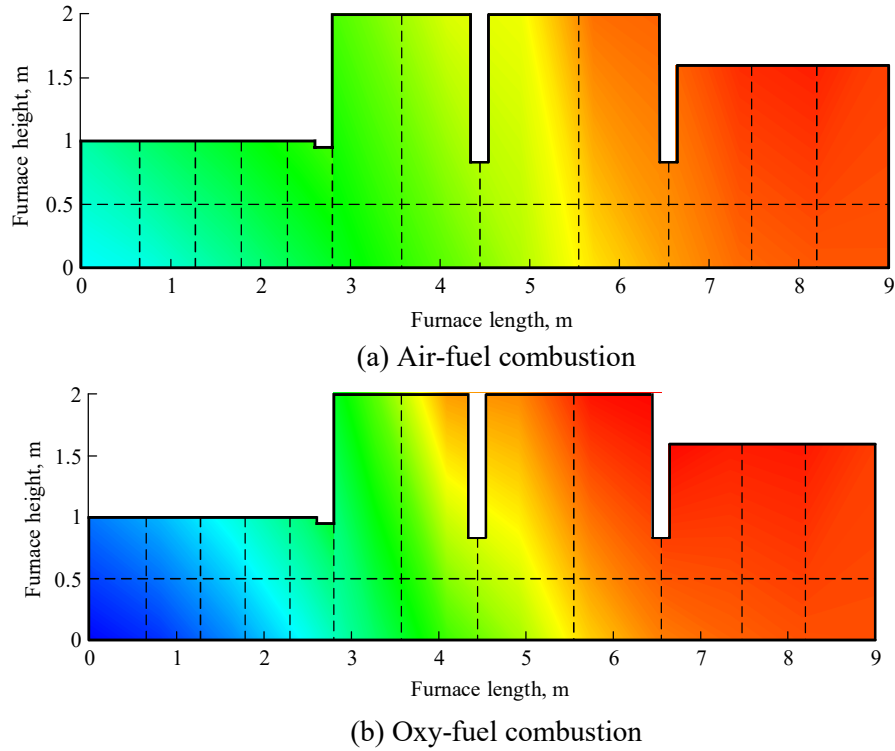 2
1.5
1
0.5
0
Furnace height, m
0 1 2 3 4 5 6 7 8 9
Furnace length, m
(a) Air-fuel combustion
2
1.5
1
0.5
0
Furnace height, m
0 1 2 3 4 5 6 7 8 9
Furnace length, m
(b) Oxy-fuel combustion